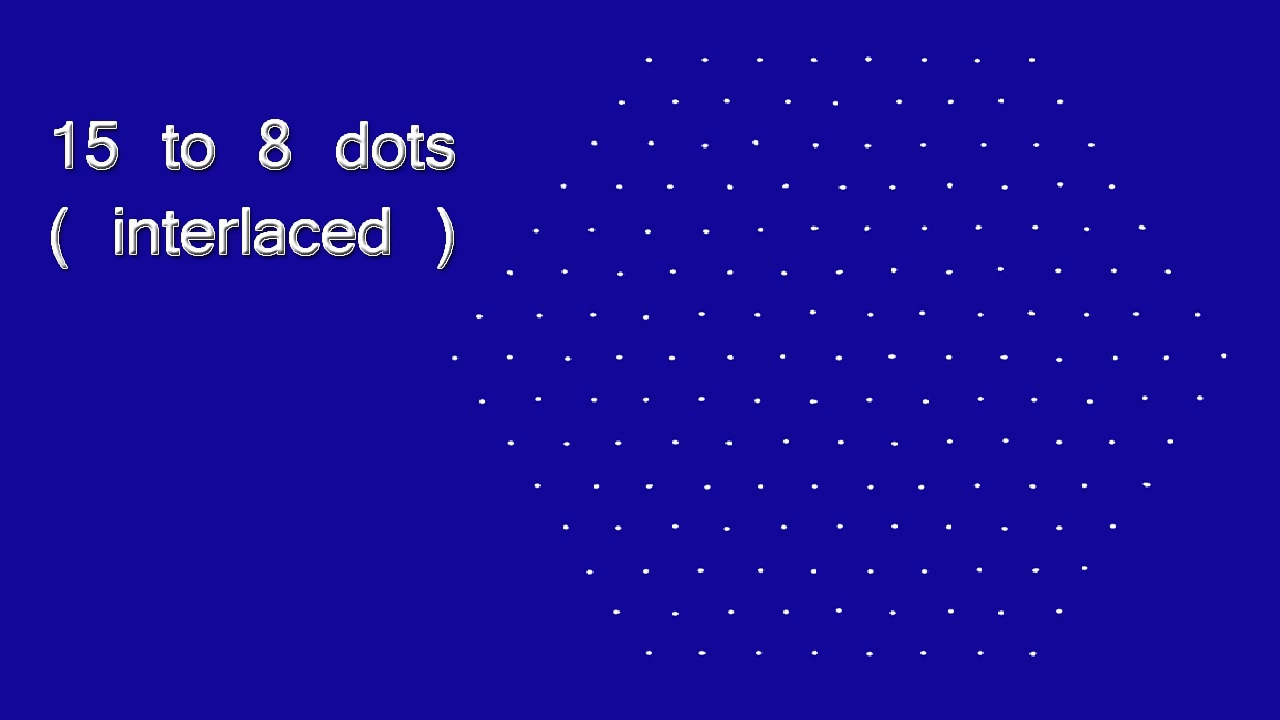 15 to 8 dots
( interlaced )